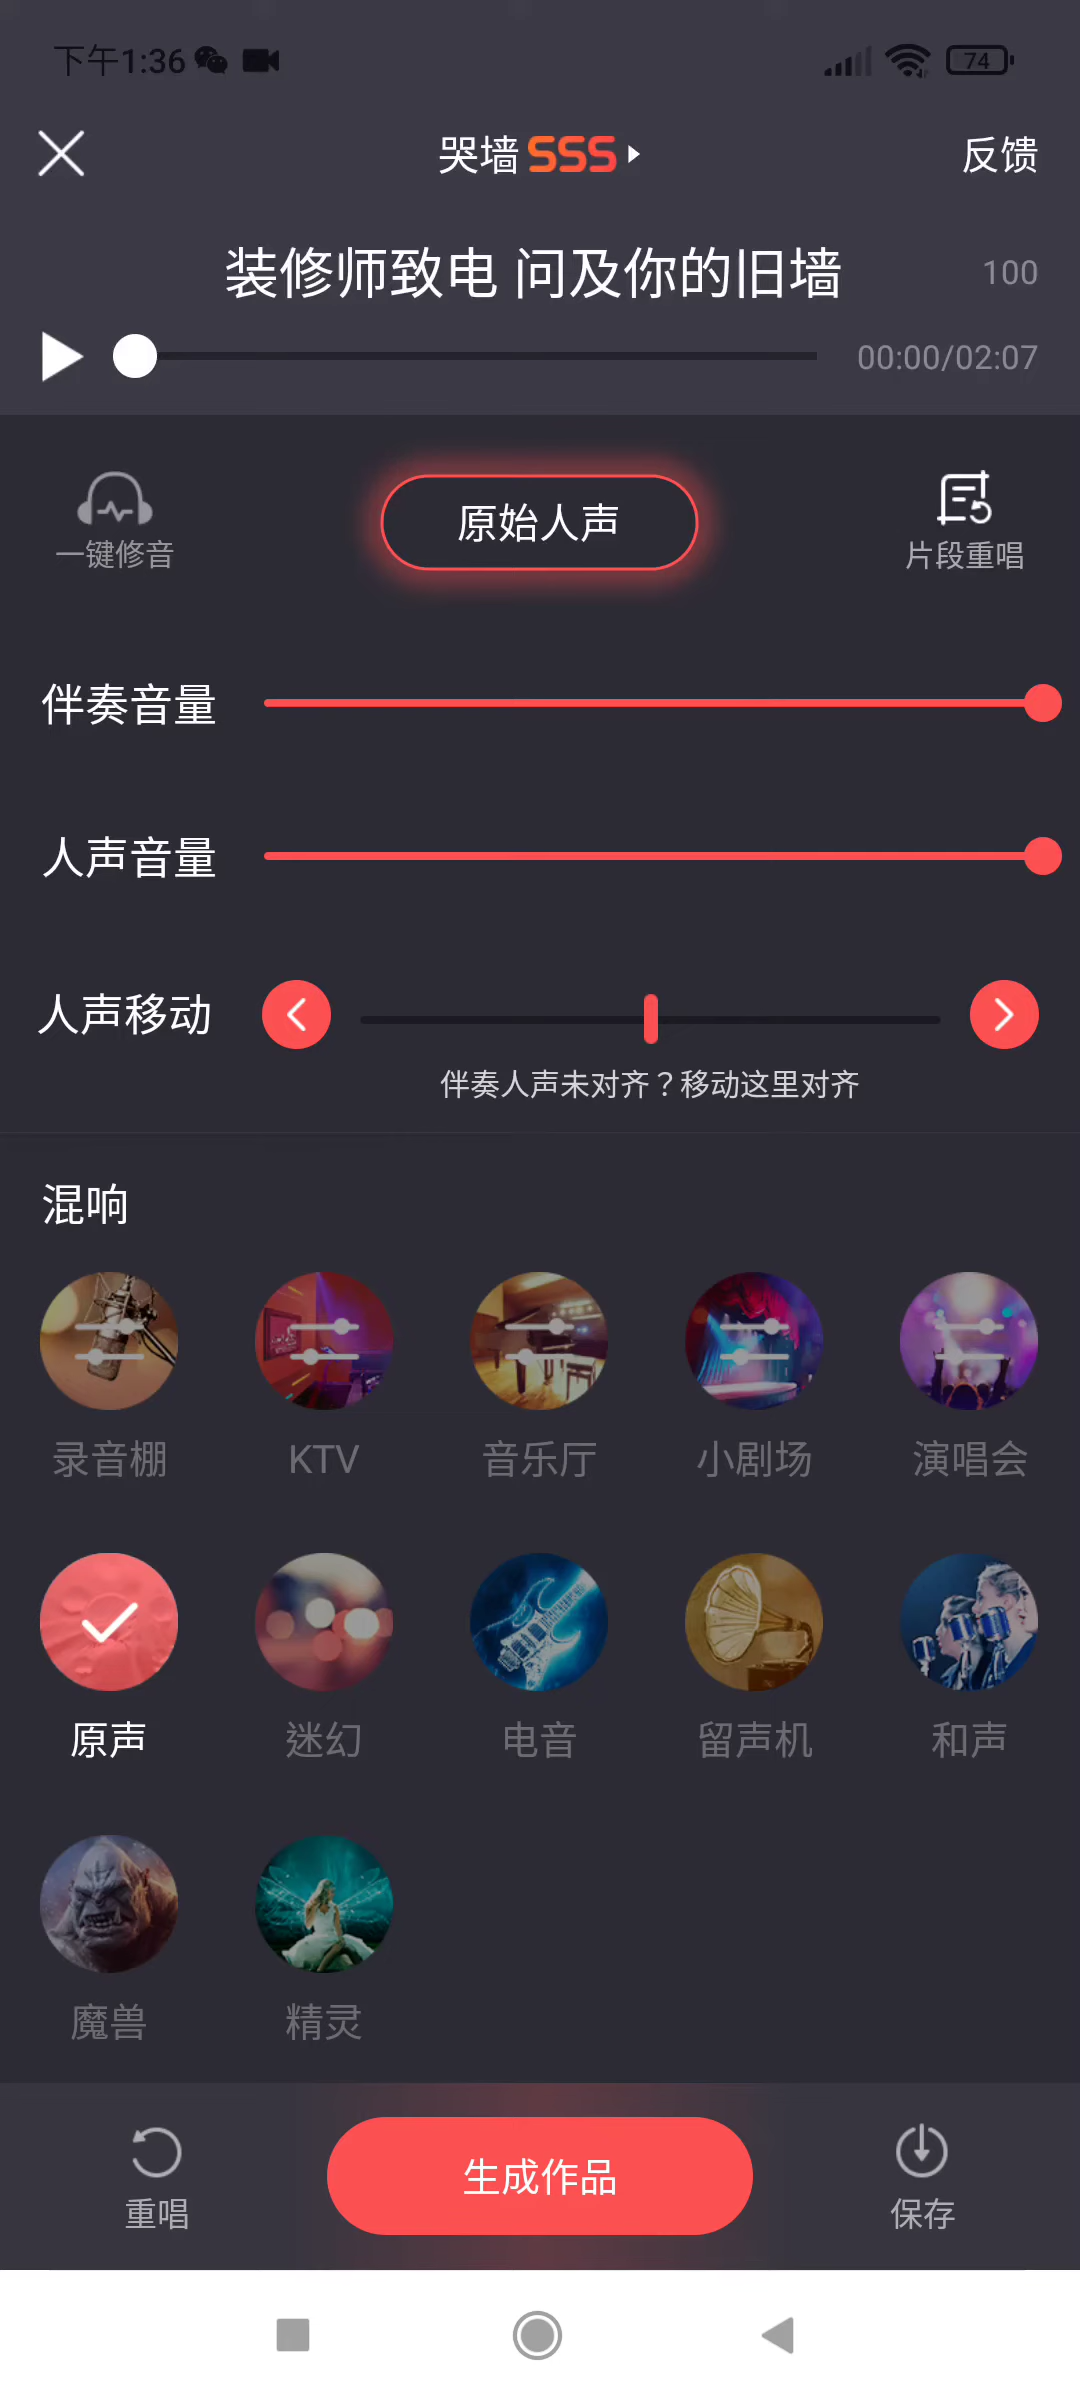 下午1:36 74
哭墙 SSS 反馈
装修师致电 问及你的旧墙 100
00:00/02:07
一键修音 原始人声 片段重唱
伴奏音量
人声音量
人声移动
伴奏人声未对齐？移动这里对齐
混响
录音棚 KTV 音乐厅 小剧场 演唱会
原声 迷幻 电音 留声机 和声
魔兽 精灵
重唱 生成作品 保存